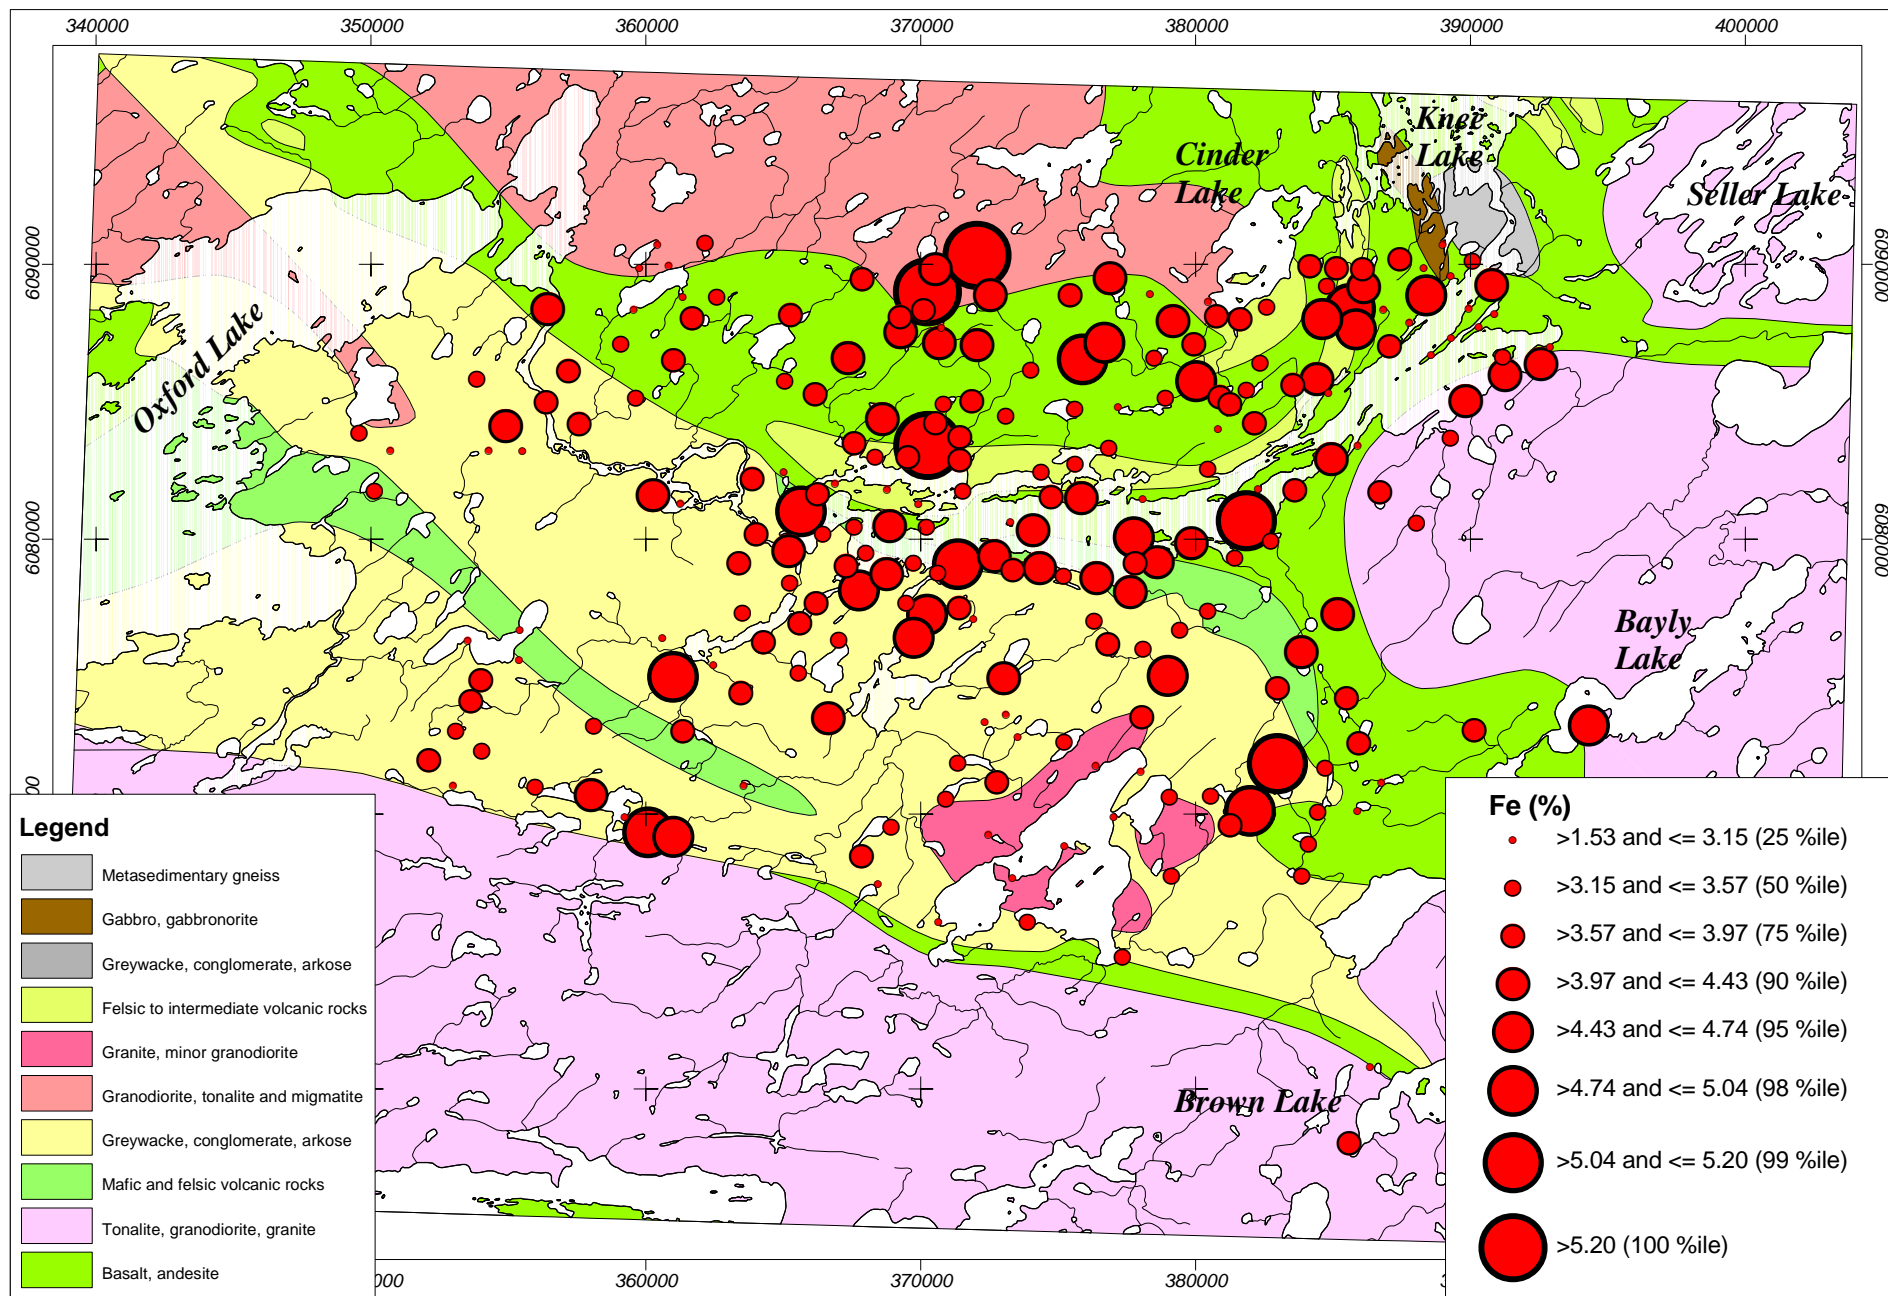 340000 350000 360000 370000 380000 390000 400000
Knee
Lake
Cinder
Lake
Seller Lake
6090000
6090000
Oxford Lake
6080000
6080000
Bayly
Lake
Brown Lake
Legend
Metasedimentary gneiss
Gabbro, gabbronorite
Greywacke, conglomerate, arkose
Felsic to intermediate volcanic rocks
Granite, minor granodiorite
Granodiorite, tonalite and migmatite
Greywacke, conglomerate, arkose
Mafic and felsic volcanic rocks
Tonalite, granodiorite, granite
Basalt, andesite
Fe (%)
>1.53 and <= 3.15 (25 %ile)
>3.15 and <= 3.57 (50 %ile)
>3.57 and <= 3.97 (75 %ile)
>3.97 and <= 4.43 (90 %ile)
>4.43 and <= 4.74 (95 %ile)
>4.74 and <= 5.04 (98 %ile)
>5.04 and <= 5.20 (99 %ile)
>5.20 (100 %ile)
360000 370000 380000